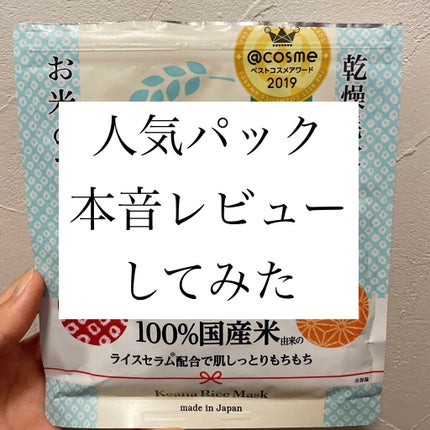 @cosme
ベストコスメアワード
2019
乾燥
お米の
人気パック
本音レビュー
してみた
100%国産米 由来の
ライスセラム®配合で肌しっとりもちもち
Keana Rice Mask
made in Japan